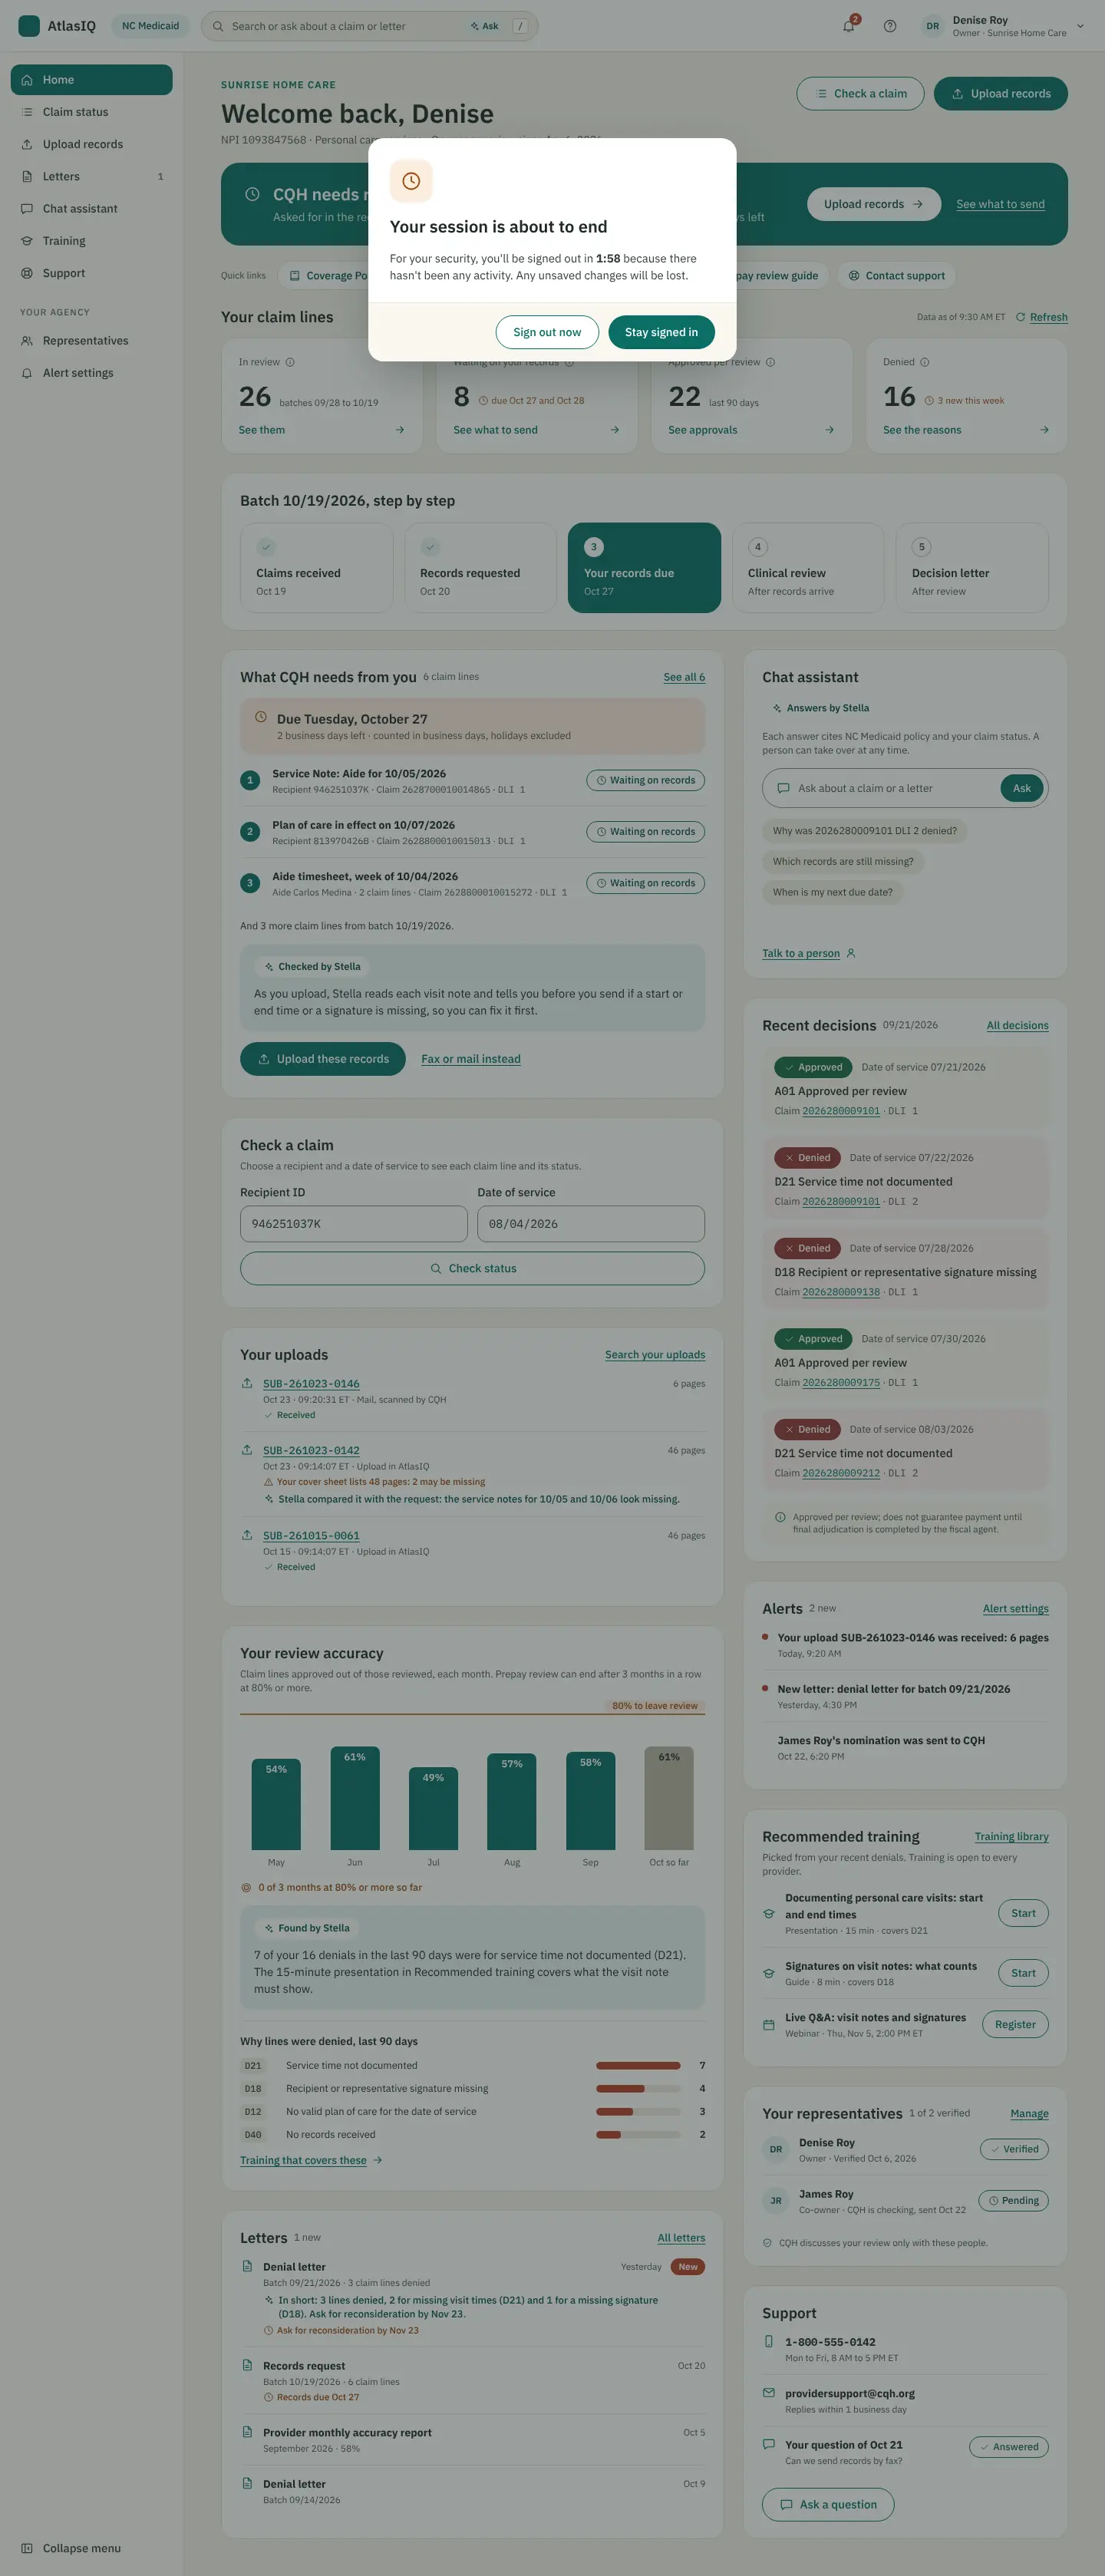 AtlasIQ
NC Medicaid
Search or ask about a claim or letter
Ask
/
2
DR
Denise Roy
Owner · Sunrise Home Care
Home
Claim status
Upload records
Letters
1
Chat assistant
Training
Support
YOUR AGENCY
Representatives
Alert settings
Collapse menu
SUNRISE HOME CARE
Welcome back, Denise
NPI 1093847568 · Personal car
Check a claim
Upload records
CQH needs r
Asked for in the rec
s left
Upload records
See what to send
Quick links
Coverage Po
pay review guide
Contact support
Your session is about to end
For your security, you'll be signed out in 1:58 because there
hasn't been any activity. Any unsaved changes will be lost.
Sign out now
Stay signed in
Your claim lines
Data as of 9:30 AM ET
Refresh
In review
26 batches 09/28 to 10/19
See them
Waiting on your records
8 due Oct 27 and Oct 28
See what to send
Approved per review
22 last 90 days
See approvals
Denied
16 3 new this week
See the reasons
Batch 10/19/2026, step by step
Claims received
Oct 19
Records requested
Oct 20
3
Your records due
Oct 27
4
Clinical review
After records arrive
5
Decision letter
After review
What CQH needs from you 6 claim lines
See all 6
Due Tuesday, October 27
2 business days left · counted in business days, holidays excluded
1
Service Note: Aide for 10/05/2026
Recipient 946251037K · Claim 2628700010014865 · DLI 1
Waiting on records
2
Plan of care in effect on 10/07/2026
Recipient 813970426B · Claim 2628800010015013 · DLI 1
Waiting on records
3
Aide timesheet, week of 10/04/2026
Aide Carlos Medina · 2 claim lines · Claim 2628800010015272 · DLI 1
Waiting on records
And 3 more claim lines from batch 10/19/2026.
Checked by Stella
As you upload, Stella reads each visit note and tells you before you send if a start or
end time or a signature is missing, so you can fix it first.
Upload these records
Fax or mail instead
Check a claim
Choose a recipient and a date of service to see each claim line and its status.
Recipient ID
946251037K
Date of service
08/04/2026
Check status
Your uploads
Search your uploads
SUB-261023-0146
6 pages
Oct 23 · 09:20:31 ET · Mail, scanned by CQH
Received
SUB-261023-0142
46 pages
Oct 23 · 09:14:07 ET · Upload in AtlasIQ
Your cover sheet lists 48 pages: 2 may be missing
Stella compared it with the request: the service notes for 10/05 and 10/06 look missing.
SUB-261015-0061
46 pages
Oct 15 · 09:14:07 ET · Upload in AtlasIQ
Received
Your review accuracy
Claim lines approved out of those reviewed, each month. Prepay review can end after 3 months in a row
at 80% or more.
80% to leave review
54%
61%
49%
57%
58%
61%
May
Jun
Jul
Aug
Sep
Oct so far
0 of 3 months at 80% or more so far
Found by Stella
7 of your 16 denials in the last 90 days were for service time not documented (D21).
The 15-minute presentation in Recommended training covers what the visit note
must show.
Why lines were denied, last 90 days
D21 Service time not documented 7
D18 Recipient or representative signature missing 4
D12 No valid plan of care for the date of service 3
D40 No records received 2
Training that covers these
Letters 1 new
All letters
Denial letter
Yesterday
New
Batch 09/21/2026 · 3 claim lines denied
In short: 3 lines denied, 2 for missing visit times (D21) and 1 for a missing signature
(D18). Ask for reconsideration by Nov 23.
Ask for reconsideration by Nov 23
Records request
Oct 20
Batch 10/19/2026 · 6 claim lines
Records due Oct 27
Provider monthly accuracy report
Oct 5
September 2026 · 58%
Denial letter
Oct 9
Batch 09/14/2026
Chat assistant
Answers by Stella
Each answer cites NC Medicaid policy and your claim status. A
person can take over at any time.
Ask about a claim or a letter
Ask
Why was 2026280009101 DLI 2 denied?
Which records are still missing?
When is my next due date?
Talk to a person
Recent decisions 09/21/2026
All decisions
Approved
Date of service 07/21/2026
A01 Approved per review
Claim 2026280009101 · DLI 1
Denied
Date of service 07/22/2026
D21 Service time not documented
Claim 2026280009101 · DLI 2
Denied
Date of service 07/28/2026
D18 Recipient or representative signature missing
Claim 2026280009138 · DLI 1
Approved
Date of service 07/30/2026
A01 Approved per review
Claim 2026280009175 · DLI 1
Denied
Date of service 08/03/2026
D21 Service time not documented
Claim 2026280009212 · DLI 2
Approved per review; does not guarantee payment until
final adjudication is completed by the fiscal agent.
Alerts 2 new
Alert settings
Your upload SUB-261023-0146 was received: 6 pages
Today, 9:20 AM
New letter: denial letter for batch 09/21/2026
Yesterday, 4:30 PM
James Roy's nomination was sent to CQH
Oct 22, 6:20 PM
Recommended training
Training library
Picked from your recent denials. Training is open to every
provider.
Documenting personal care visits: start
and end times
Presentation · 15 min · covers D21
Start
Signatures on visit notes: what counts
Guide · 8 min · covers D18
Start
Live Q&A: visit notes and signatures
Webinar · Thu, Nov 5, 2:00 PM ET
Register
Your representatives 1 of 2 verified
Manage
DR
Denise Roy
Owner · Verified Oct 6, 2026
Verified
JR
James Roy
Co-owner · CQH is checking, sent Oct 22
Pending
CQH discusses your review only with these people.
Support
1-800-555-0142
Mon to Fri, 8 AM to 5 PM ET
providersupport@cqh.org
Replies within 1 business day
Your question of Oct 21
Can we send records by fax?
Answered
Ask a question